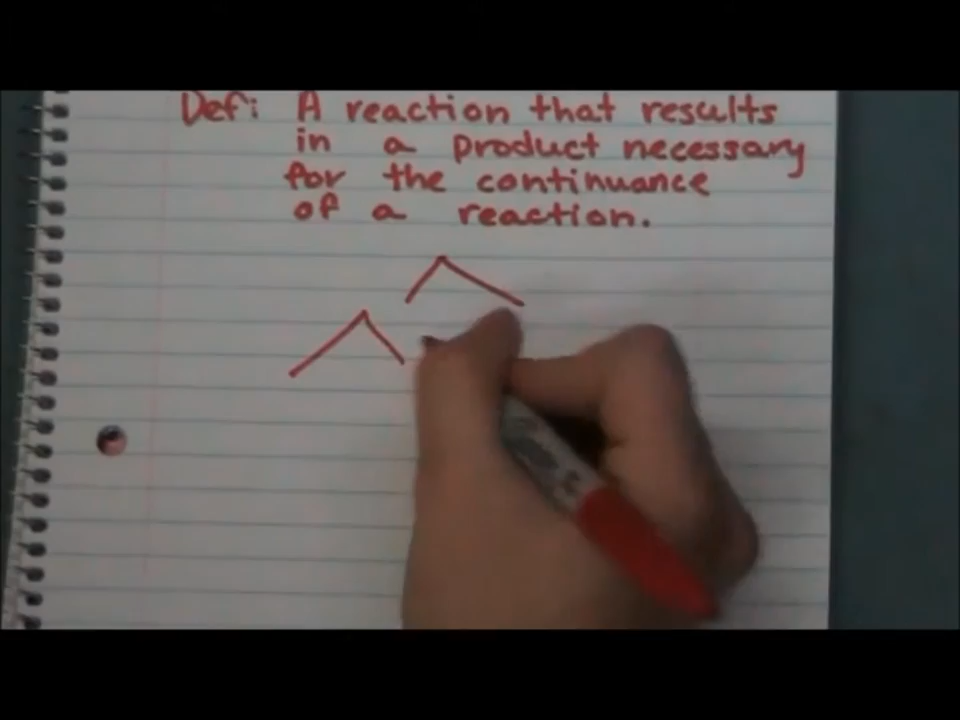 Def: A reaction that results
in a product necessary
for the continuance
of a reaction.